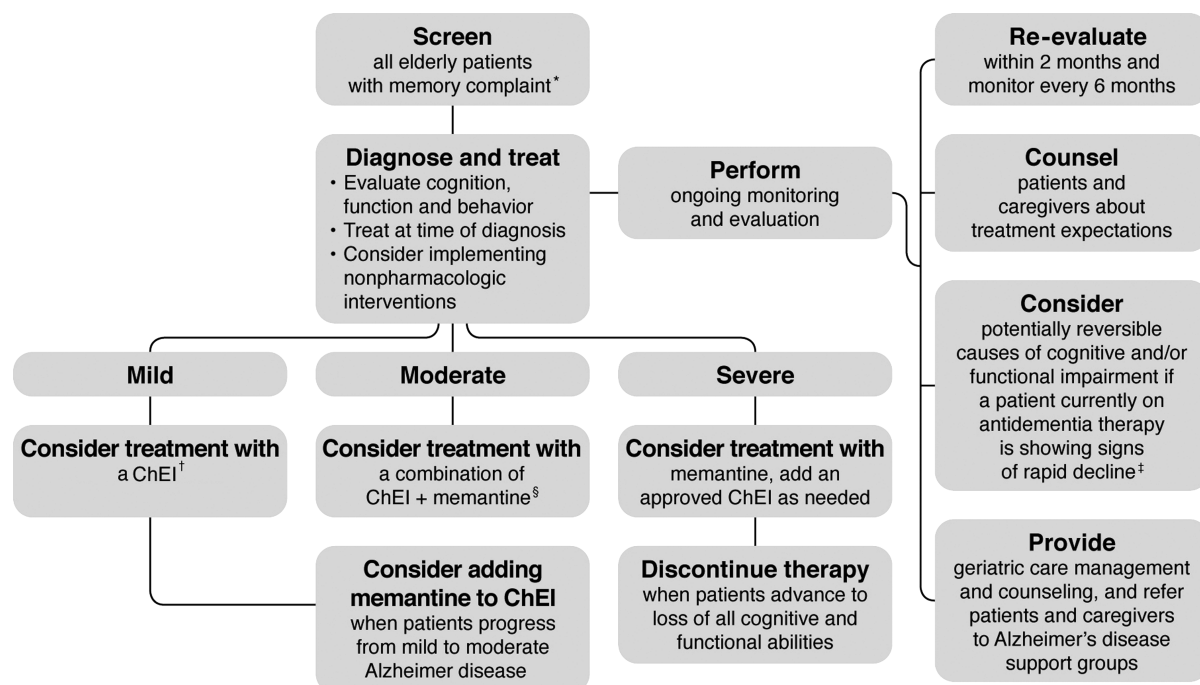 Screen
all elderly patients
with memory complaint*
Diagnose and treat
• Evaluate cognition,
function and behavior
• Treat at time of diagnosis
• Consider implementing
nonpharmacologic
interventions
Perform
ongoing monitoring
and evaluation
Re-evaluate
within 2 months and
monitor every 6 months
Counsel
patients and
caregivers about
treatment expectations
Consider
potentially reversible
causes of cognitive and/or
functional impairment if
a patient currently on
antidementia therapy
is showing signs
of rapid decline‡
Provide
geriatric care management
and counseling, and refer
patients and caregivers
to Alzheimer's disease
support groups
Mild
Consider treatment with
a ChEI†
Moderate
Consider treatment with
a combination of
ChEI + memantine§
Consider adding
memantine to ChEI
when patients progress
from mild to moderate
Alzheimer disease
Severe
Consider treatment with
memantine, add an
approved ChEI as needed
Discontinue therapy
when patients advance to
loss of all cognitive and
functional abilities